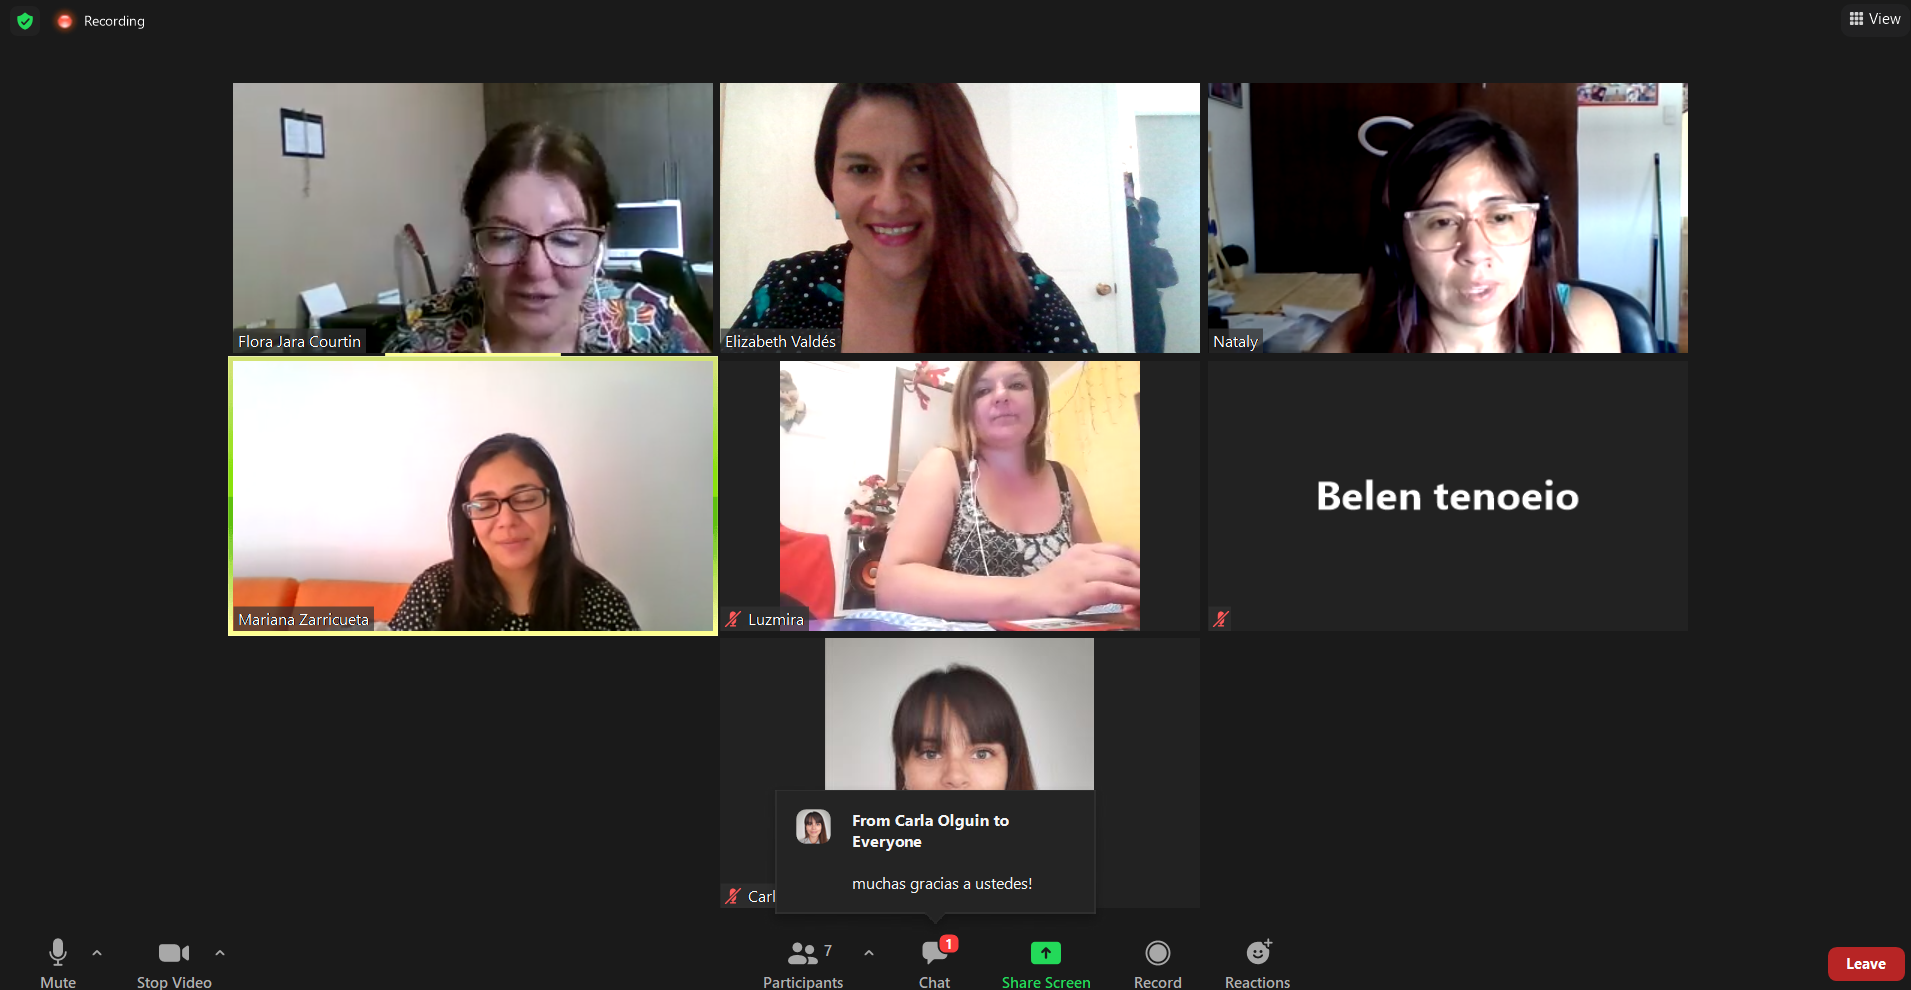 Recording
View
Flora Jara Courtin
Elizabeth Valdés
Nataly
Mariana Zarricueta
Luzmira
Belen tenoeio
From Carla Olguin to
Everyone
muchas gracias a ustedes!
Carl
Mute
Stop Video
7
Participants
1
Chat
Share Screen
Record
Reactions
Leave